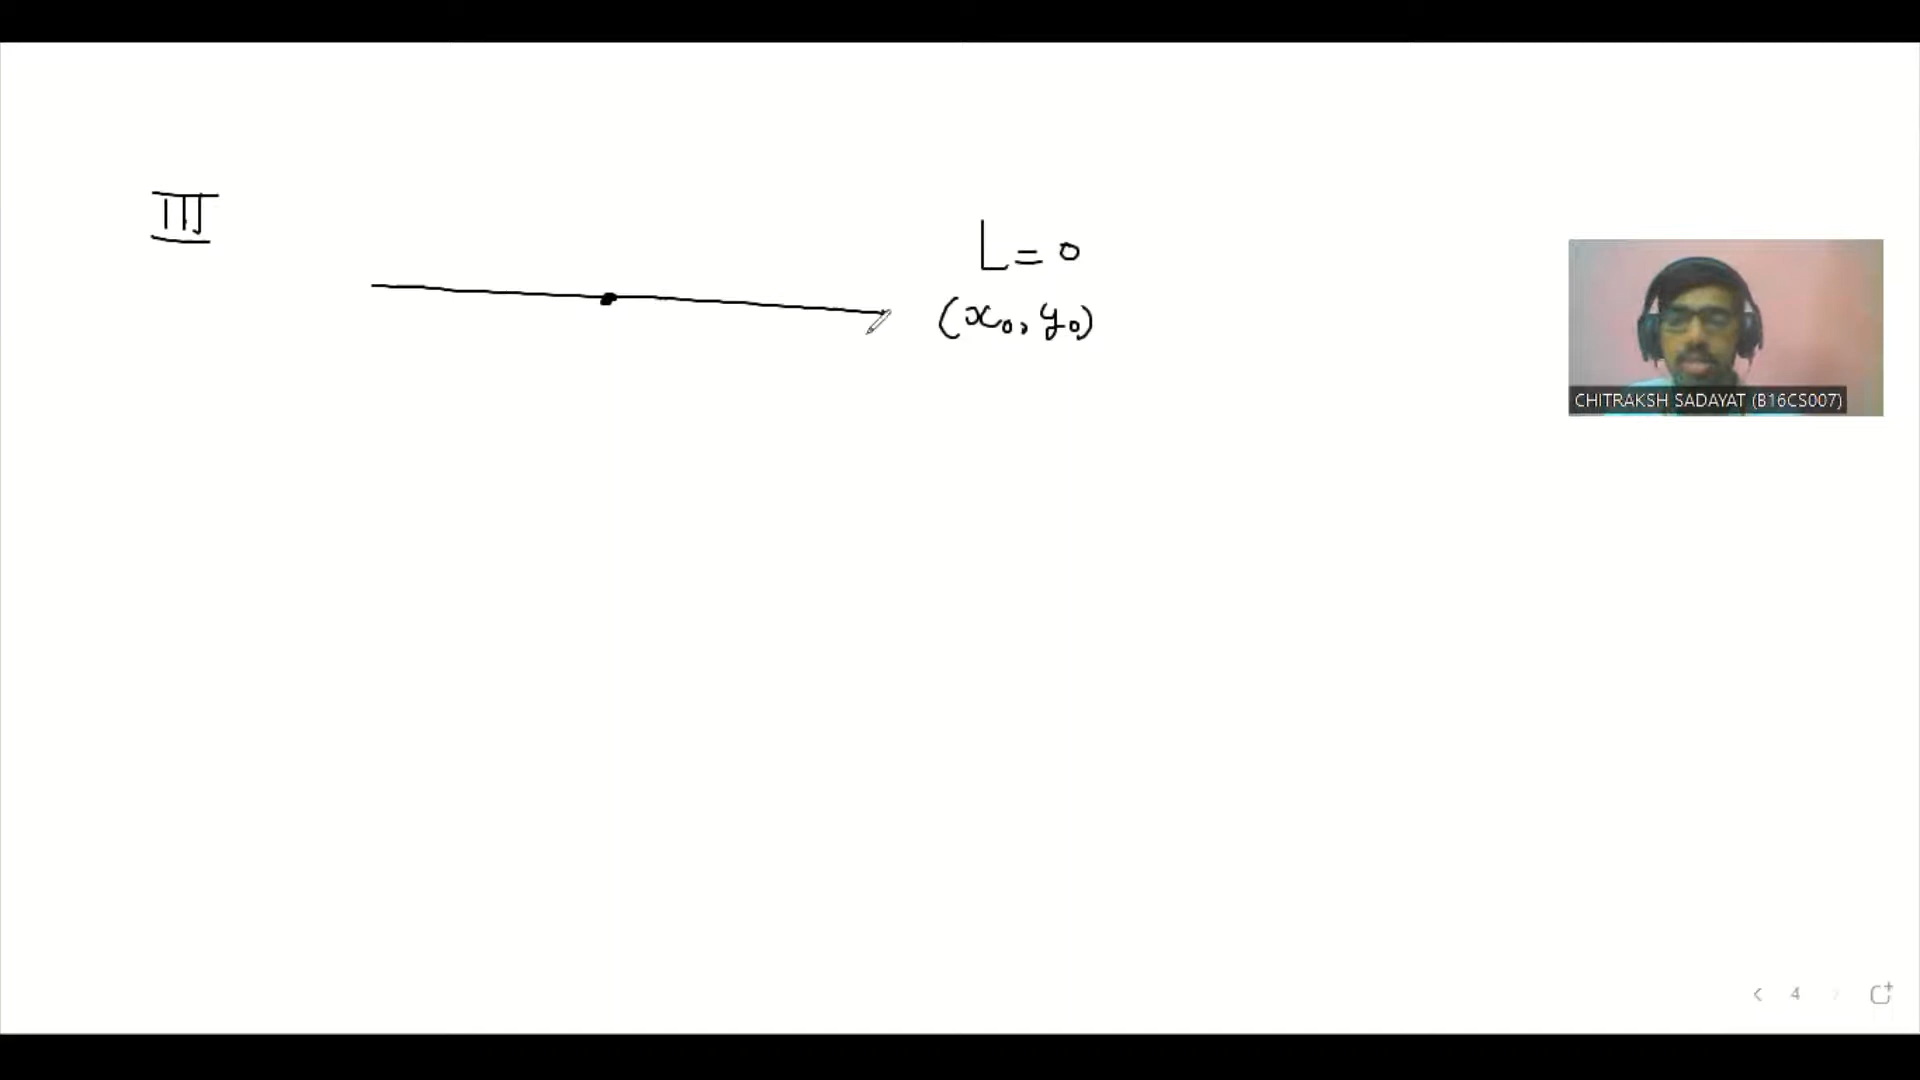 III
L = 0
(x₀, y₀)
CHITRAKSH SADAYAT (B16CS007)
< 4 >